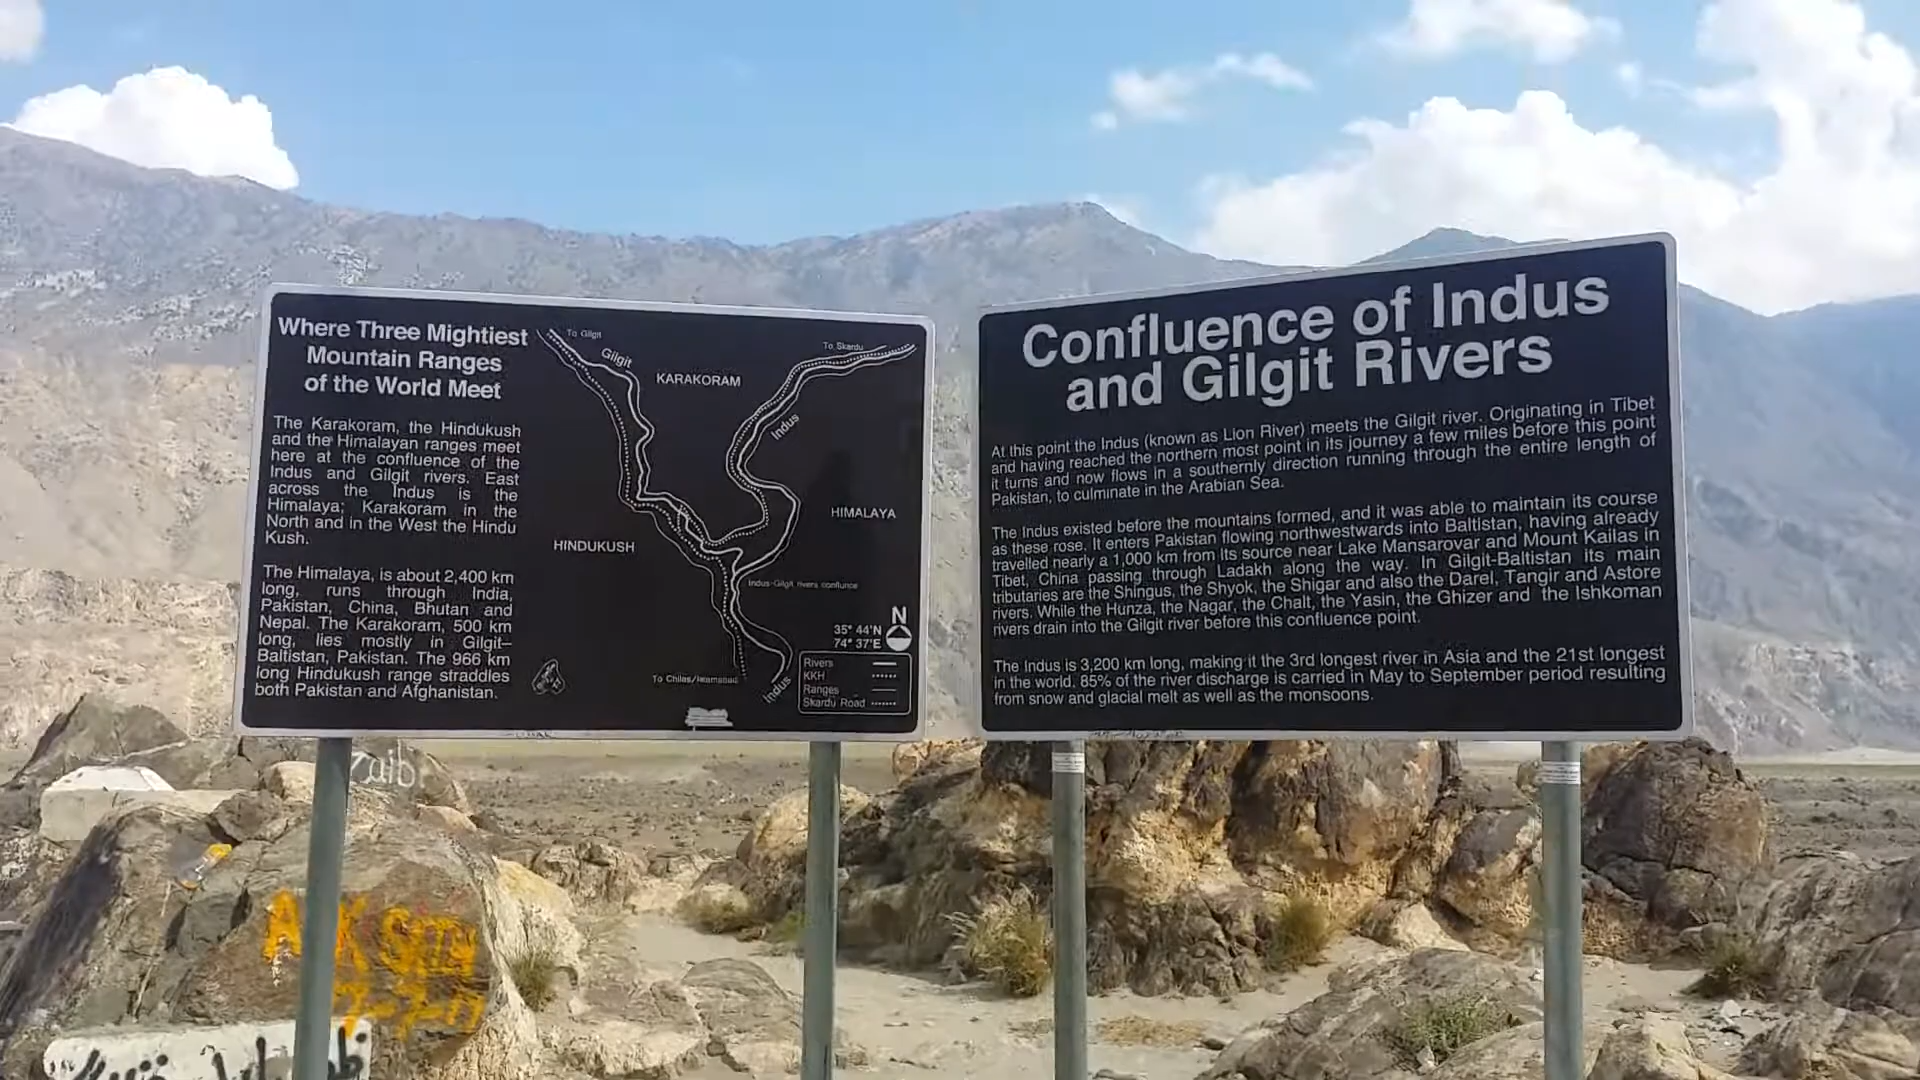 Where Three Mightiest
Mountain Ranges
of the World Meet
The Karakoram, the Hindukush
and the Himalayan ranges meet
here at the confluence of the
Indus and Gilgit rivers. East
across the Indus is the
Himalaya; Karakoram in the
North and in the West the Hindu
Kush.
The Himalaya, is about 2,400 km
long, runs through India,
Pakistan, China, Bhutan and
Nepal. The Karakoram, 500 km
long, lies mostly in Gilgit–
Baltistan, Pakistan. The 966 km
long Hindukush range straddles
both Pakistan and Afghanistan.
To Gilgit
Gilgit
KARAKORAM
To Skardu
Indus
HIMALAYA
HINDUKUSH
Indus-Gilgit rivers confluence
N
35° 44'N
74° 37'E
To Chilas/Islamabad
Indus
Rivers
KKH
Ranges
Skardu Road
Confluence of Indus
and Gilgit Rivers
At this point the Indus (known as Lion River) meets the Gilgit river. Originating in Tibet
and having reached the northern most point in its journey a few miles before this point
it turns and now flows in a southernly direction running through the entire length of
Pakistan, to culminate in the Arabian Sea.
The Indus existed before the mountains formed, and it was able to maintain its course
as these rose. It enters Pakistan flowing northwestwards into Baltistan, having already
travelled nearly a 1,000 km from its source near Lake Mansarovar and Mount Kailas in
Tibet, China passing through Ladakh along the way. In Gilgit-Baltistan its main
tributaries are the Shingus, the Shyok, the Shigar and also the Darel, Tangir and Astore
rivers. While the Hunza, the Nagar, the Chalt, the Yasin, the Ghizer and the Ishkoman
rivers drain into the Gilgit river before this confluence point.
The Indus is 3,200 km long, making it the 3rd longest river in Asia and the 21st longest
in the world. 85% of the river discharge is carried in May to September period resulting
from snow and glacial melt as well as the monsoons.
Zaib
7-7-17